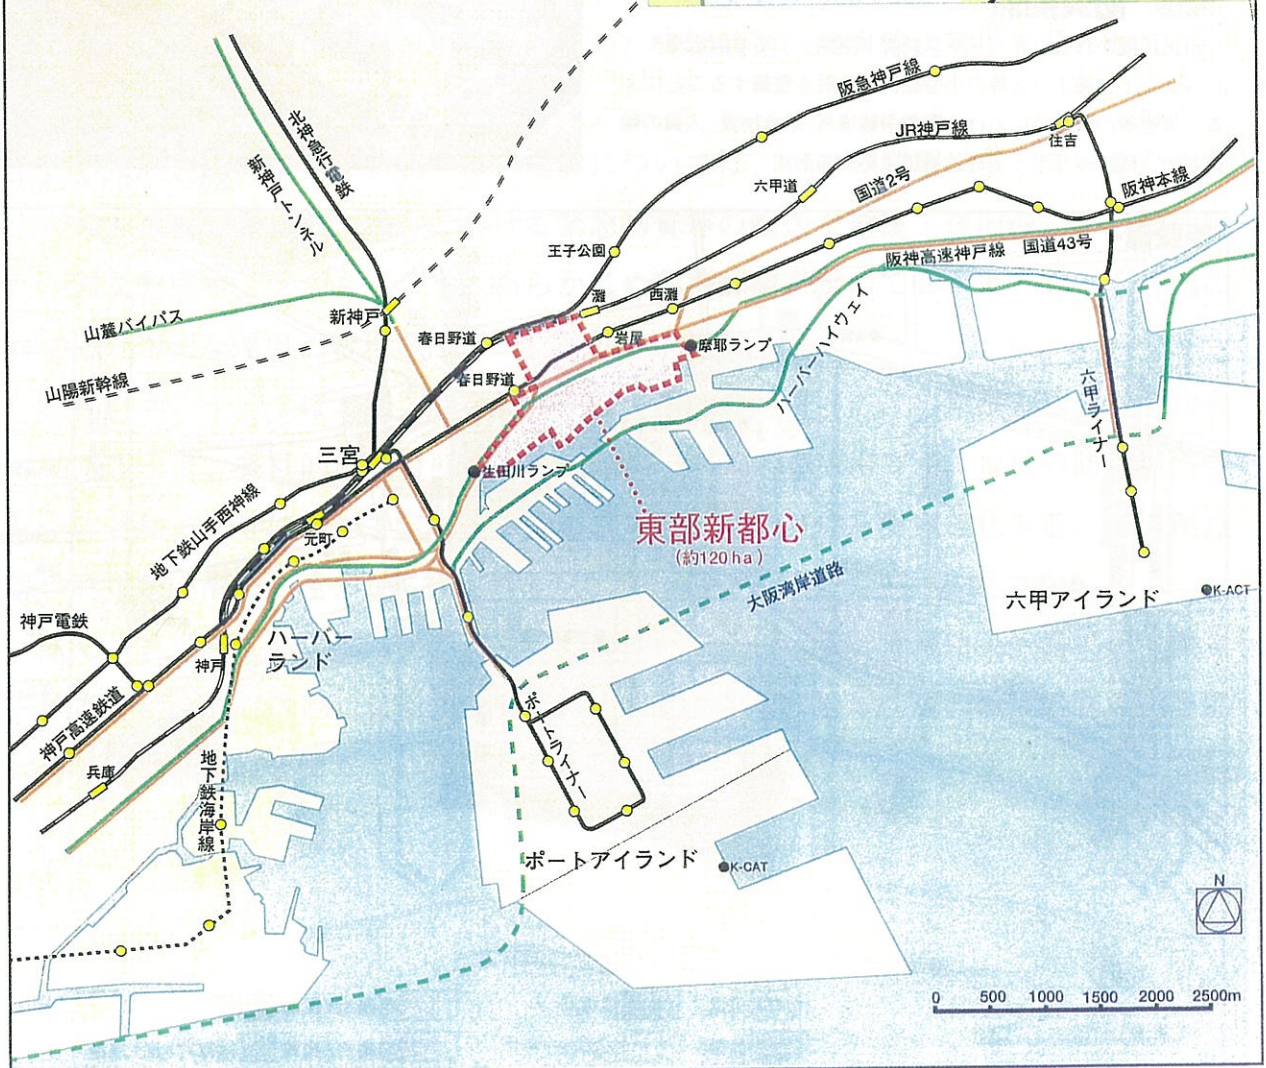 阪急神戸線
北神急行電鉄
新神戸トンネル
JR神戸線
住吉
六甲道
国道2号
阪神本線
王子公園
阪神高速神戸線
国道43号
灘
西灘
山麓バイパス
新神戸
春日野道
岩屋
摩耶ランプ
ハーバーハイウェイ
山陽新幹線
春日野道
六甲ライナー
三宮
生田川ランプ
地下鉄山手西神線
元町
東部新都心
(約120ha)
大阪湾岸道路
六甲アイランド
K-ACT
神戸電鉄
ハーバー
ランド
神戸
神戸高速鉄道
ポートライナー
兵庫
地下鉄海岸線
ポートアイランド
K-CAT
N
0 500 1000 1500 2000 2500m